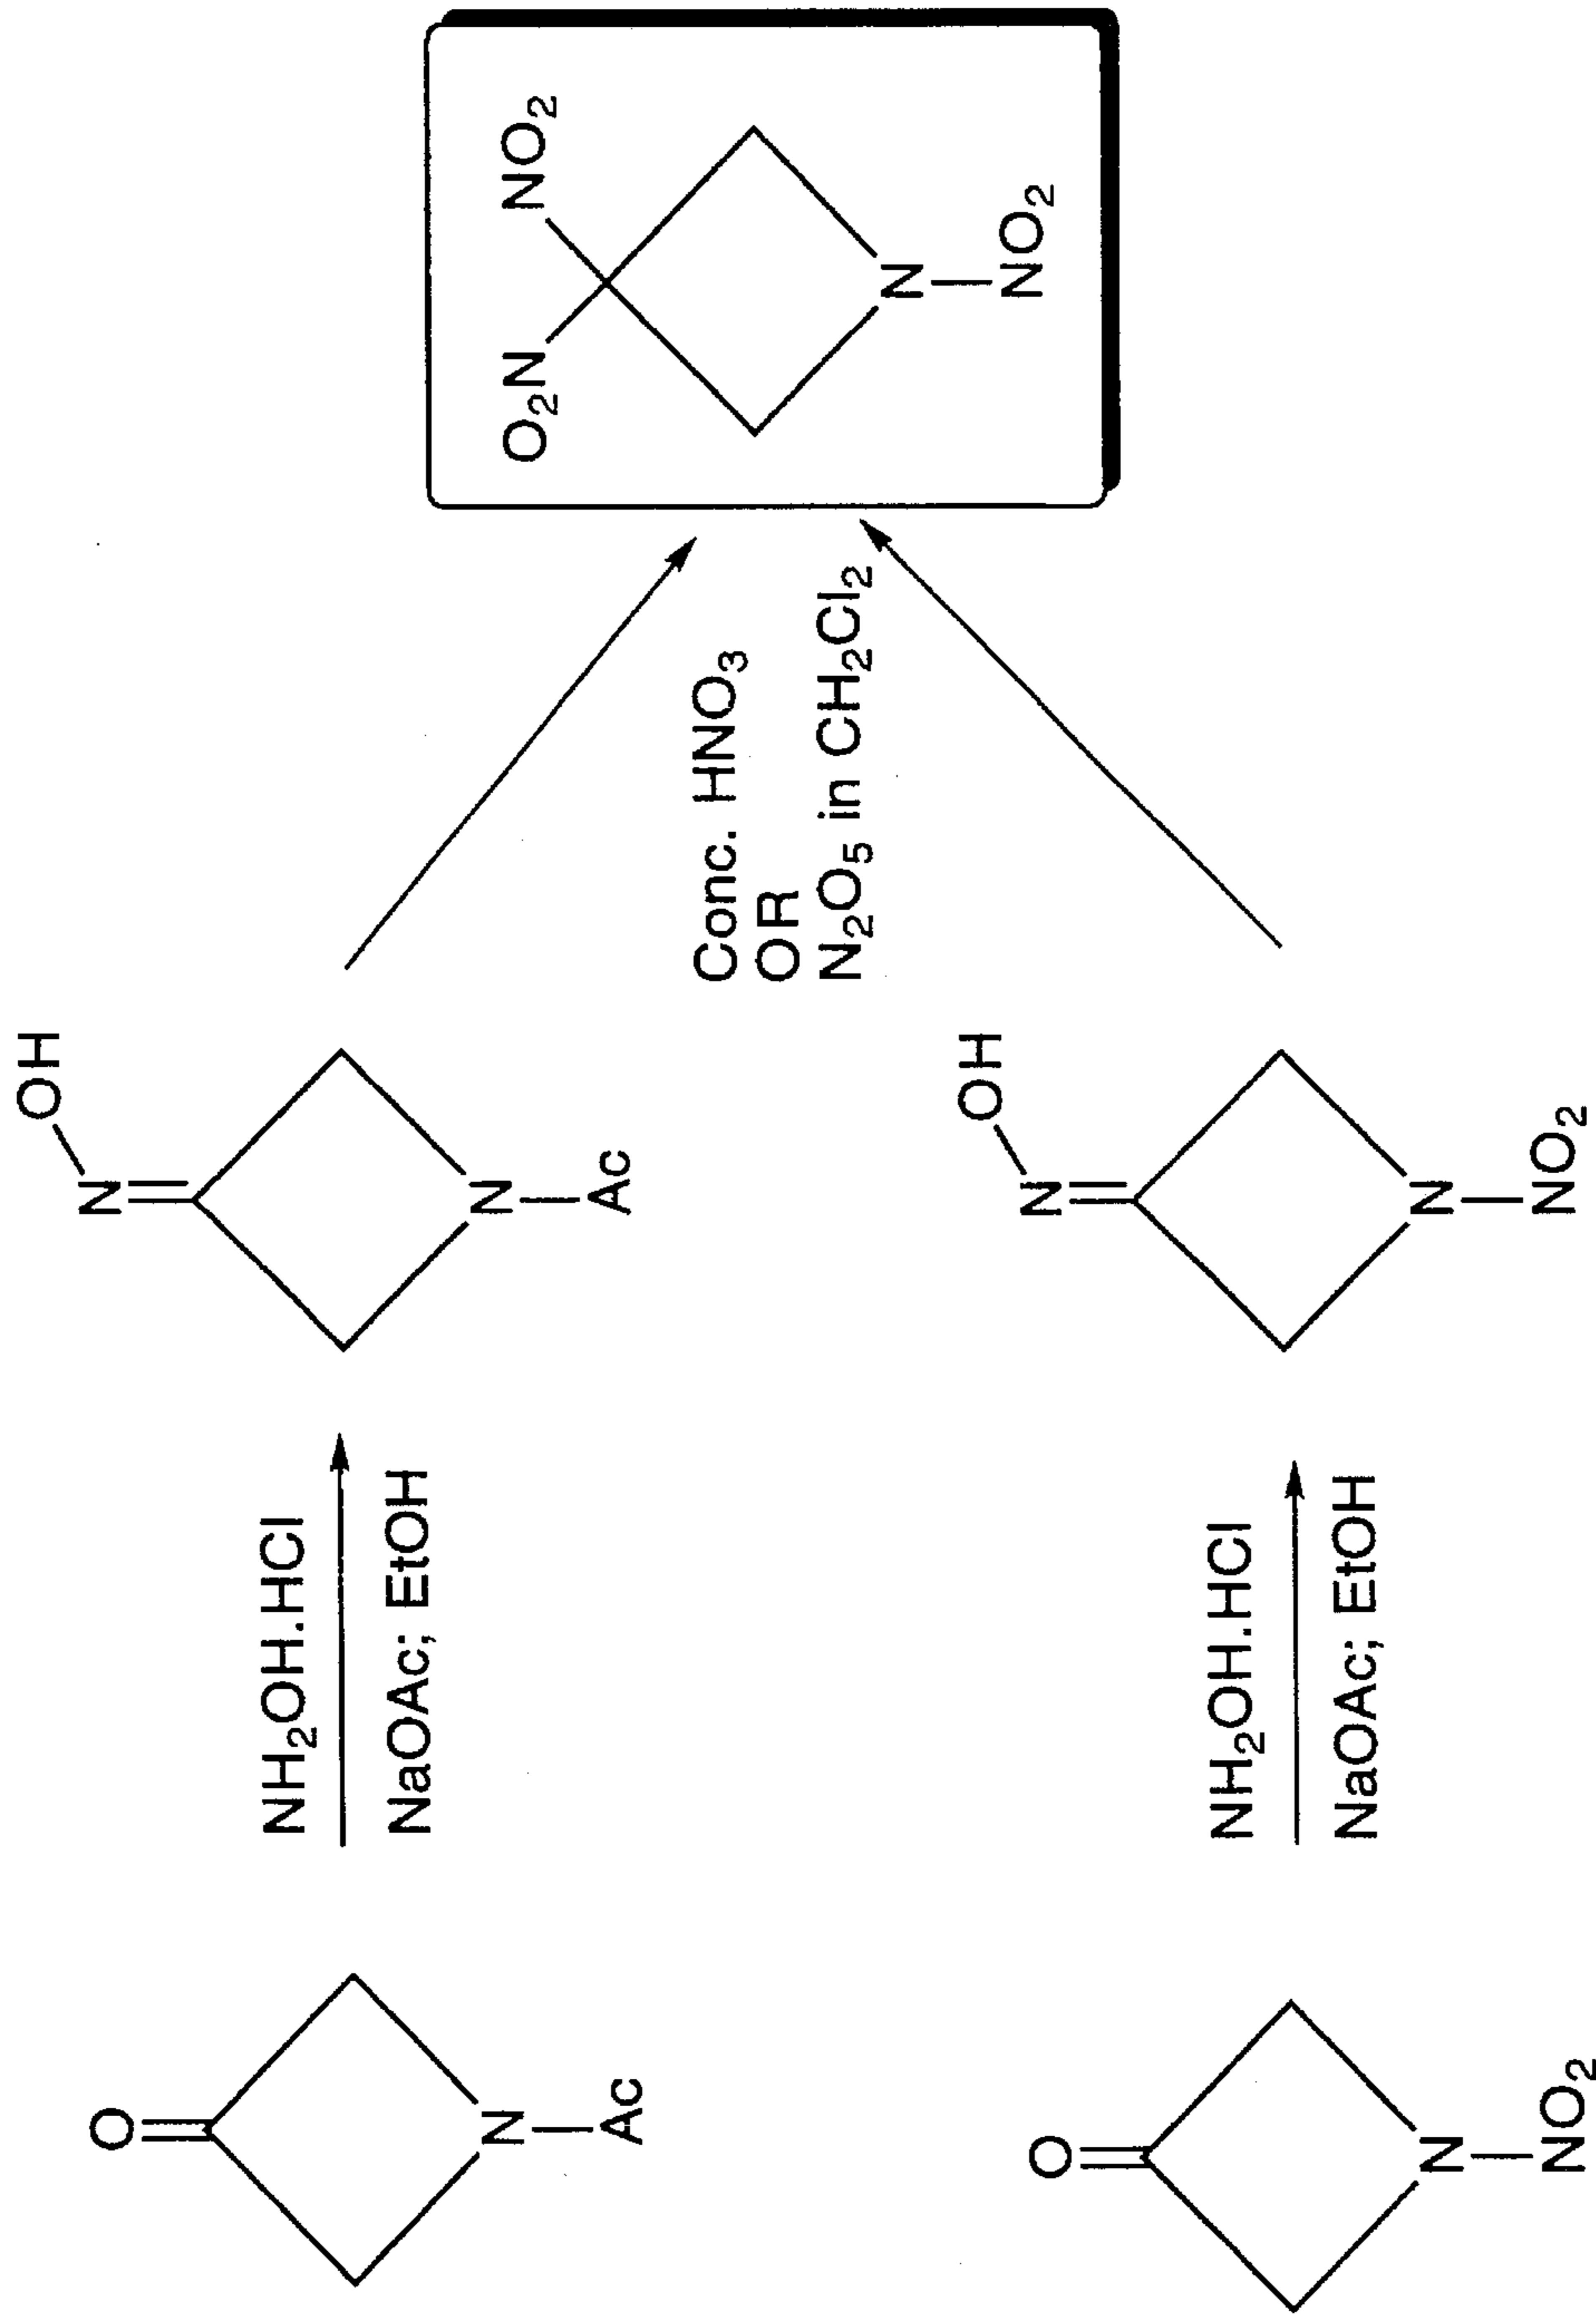 O
N
Ac
NH2OH.HCl
NaOAc; EtOH
N
OH
N
Ac
O
N
NO2
NH2OH.HCl
NaOAc; EtOH
N
OH
N
NO2
Conc. HNO3
OR
N2O5 in CH2Cl2
O2N
NO2
N
NO2